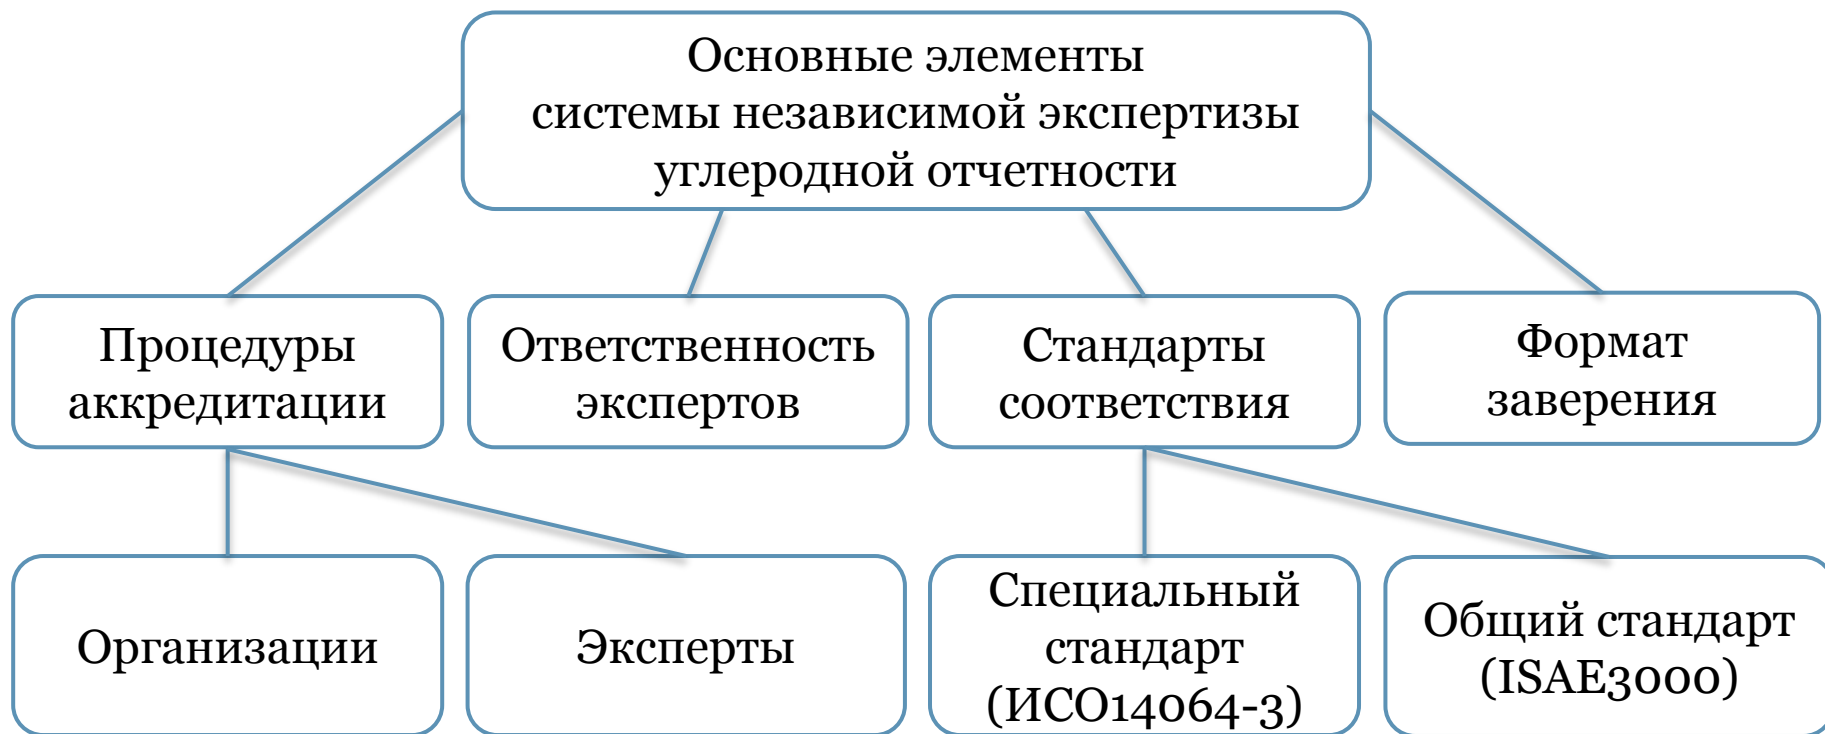 Основные элементы
системы независимой экспертизы
углеродной отчетности
Процедуры
аккредитации
Ответственность
экспертов
Стандарты
соответствия
Формат
заверения
Организации
Эксперты
Специальный
стандарт
(ИСО14064-3)
Общий стандарт
(ISAE3000)